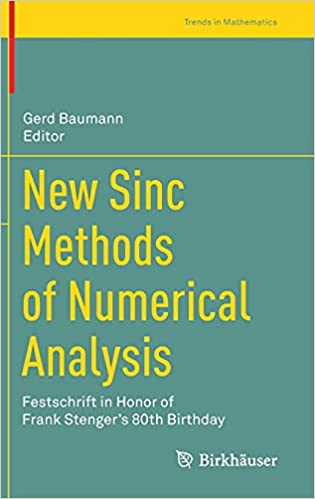 Trends in Mathematics
Gerd Baumann
Editor
New Sinc
Methods
of Numerical
Analysis
Festschrift in Honor of
Frank Stenger's 80th Birthday
Birkhäuser